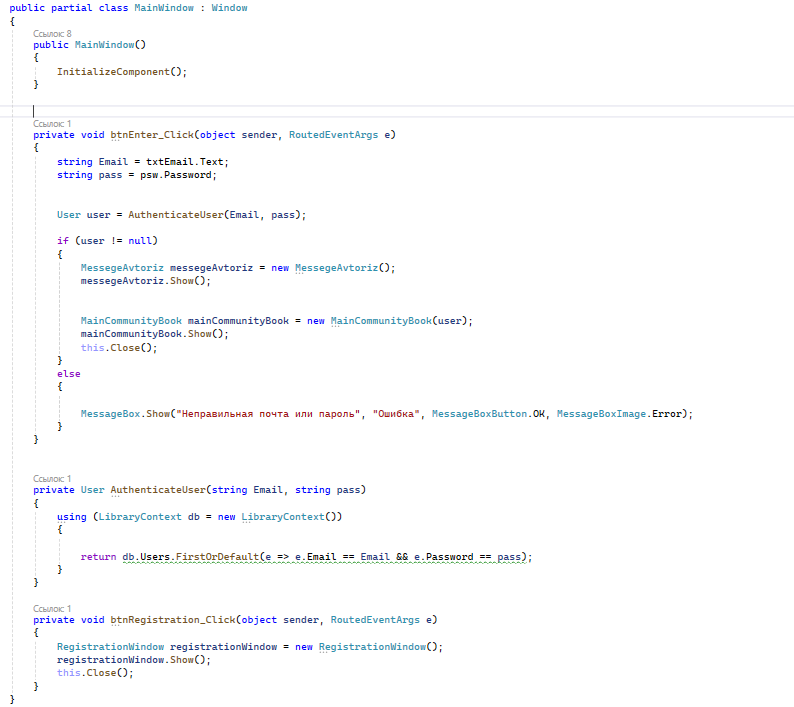 public partial class MainWindow : Window
{
Ссылок: 8
public MainWindow()
{
InitializeComponent();
}
Ссылок: 1
private void btnEnter_Click(object sender, RoutedEventArgs e)
{
string Email = txtEmail.Text;
string pass = psw.Password;
User user = AuthenticateUser(Email, pass);
if (user != null)
{
MessegeAvtoriz messegeAvtoriz = new MessegeAvtoriz();
messegeAvtoriz.Show();
MainCommunityBook mainCommunityBook = new MainCommunityBook(user);
mainCommunityBook.Show();
this.Close();
}
else
{
MessageBox.Show("Неправильная почта или пароль", "Ошибка", MessageBoxButton.OK, MessageBoxImage.Error);
}
}
Ссылок: 1
private User AuthenticateUser(string Email, string pass)
{
using (LibraryContext db = new LibraryContext())
{
return db.Users.FirstOrDefault(e => e.Email == Email && e.Password == pass);
}
}
Ссылок: 1
private void btnRegistration_Click(object sender, RoutedEventArgs e)
{
RegistrationWindow registrationWindow = new RegistrationWindow();
registrationWindow.Show();
this.Close();
}
}